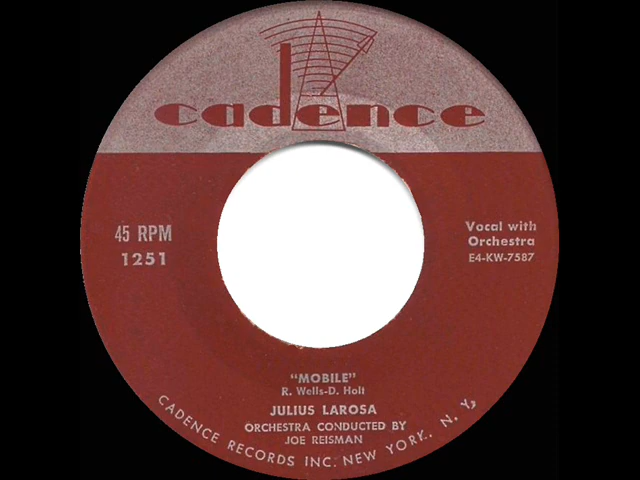 cadence
45 RPM
1251
Vocal with
Orchestra
E4-KW-7587
"MOBILE"
R. Wells-D. Holt
JULIUS LAROSA
ORCHESTRA CONDUCTED BY
JOE REISMAN
CADENCE RECORDS INC. NEW YORK., N. Y.